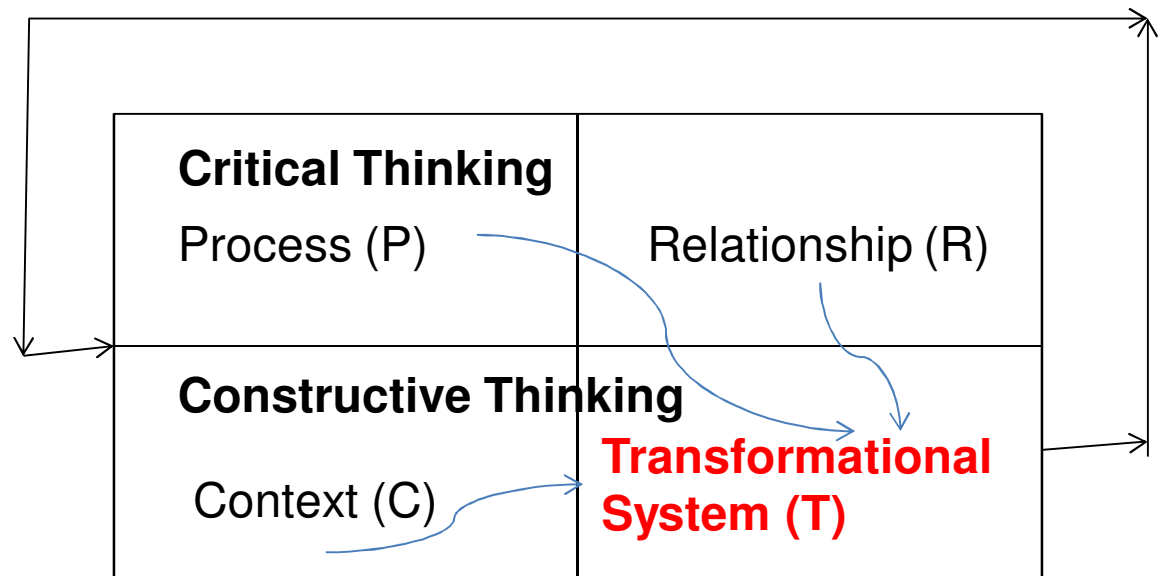 Critical Thinking
Process (P)
Relationship (R)
Constructive Thinking
Context (C)
Transformational
System (T)